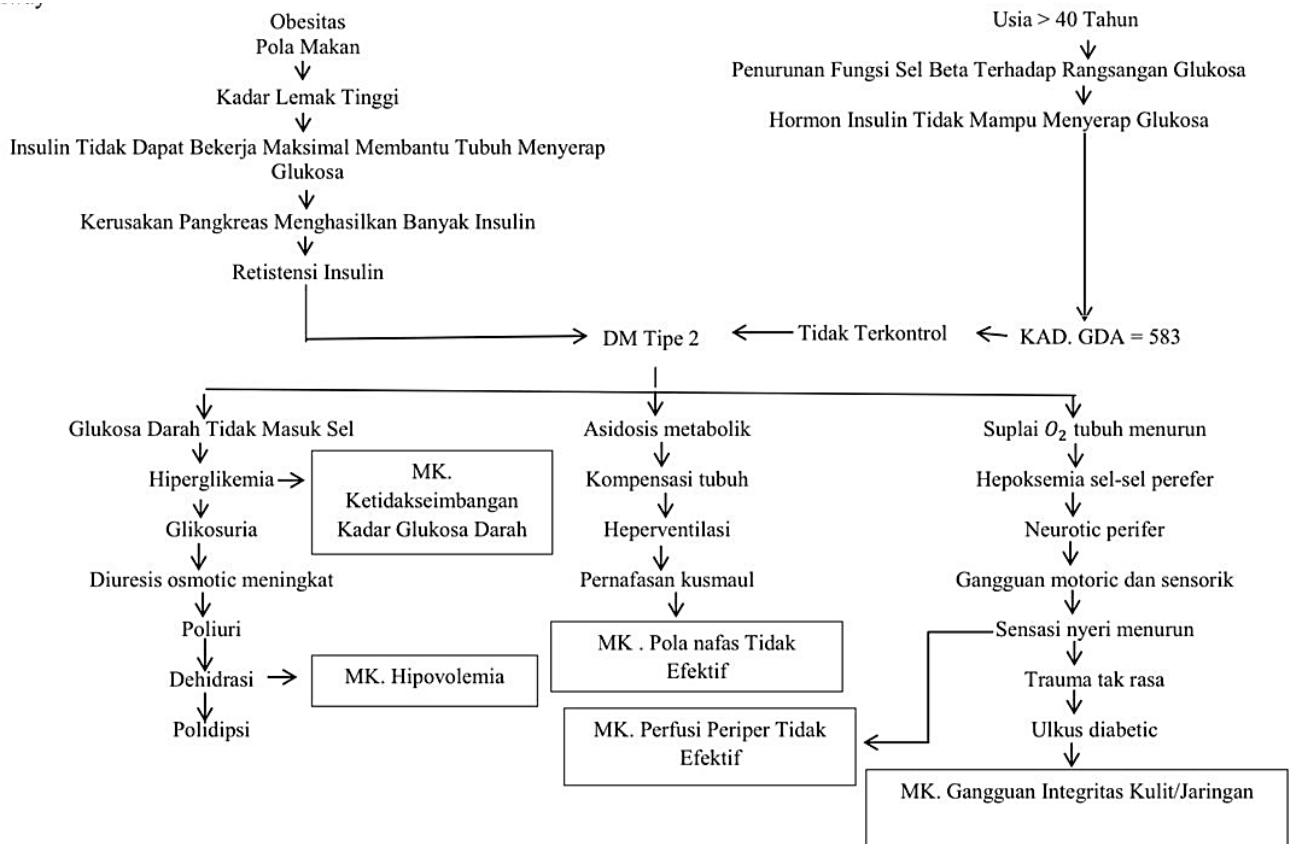 Obesitas
Pola Makan
Kadar Lemak Tinggi
Insulin Tidak Dapat Bekerja Maksimal Membantu Tubuh Menyerap
Glukosa
Kerusakan Pangkreas Menghasilkan Banyak Insulin
Retistensi Insulin
Usia > 40 Tahun
Penurunan Fungsi Sel Beta Terhadap Rangsangan Glukosa
Hormon Insulin Tidak Mampu Menyerap Glukosa
DM Tipe 2
Tidak Terkontrol
KAD. GDA = 583
Glukosa Darah Tidak Masuk Sel
Hiperglikemia
MK.
Ketidakseimbangan
Kadar Glukosa Darah
Glikosuria
Diuresis osmotic meningkat
Poliuri
Dehidrasi
MK. Hipovolemia
Polidipsi
Asidosis metabolik
Kompensasi tubuh
Heperventilasi
Pernafasan kusmaul
MK . Pola nafas Tidak
Efektif
MK. Perfusi Periper Tidak
Efektif
Suplai O₂ tubuh menurun
Hepoksemia sel-sel perefer
Neurotic perifer
Gangguan motoric dan sensorik
Sensasi nyeri menurun
Trauma tak rasa
Ulkus diabetic
MK. Gangguan Integritas Kulit/Jaringan